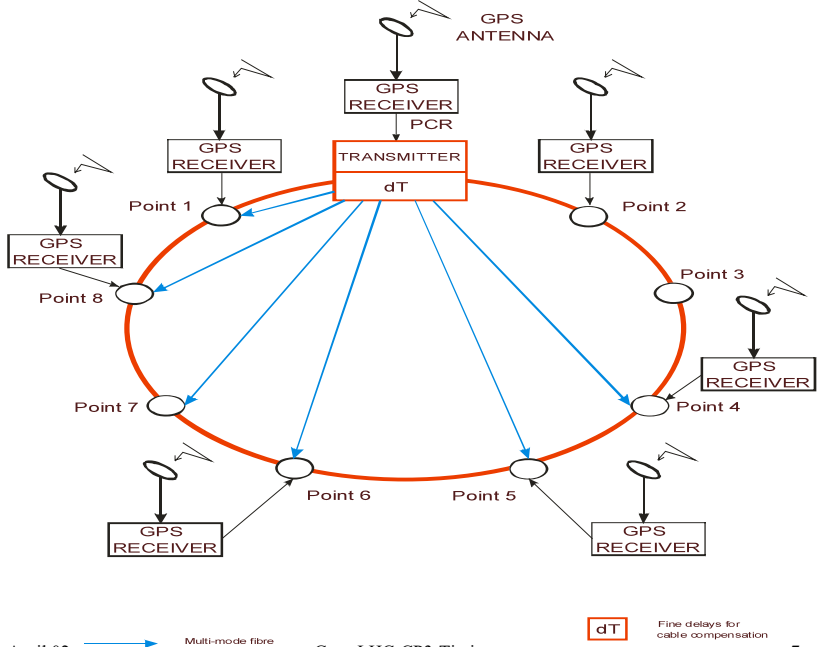 GPS
ANTENNA
GPS
RECEIVER
PCR
GPS
RECEIVER
GPS
RECEIVER
TRANSMITTER
dT
Point 1
Point 2
GPS
RECEIVER
Point 8
Point 3
GPS
RECEIVER
Point 7
Point 4
Point 6
Point 5
GPS
RECEIVER
GPS
RECEIVER
dT
Fine delays for
cable compensation
Multi-mode fibre